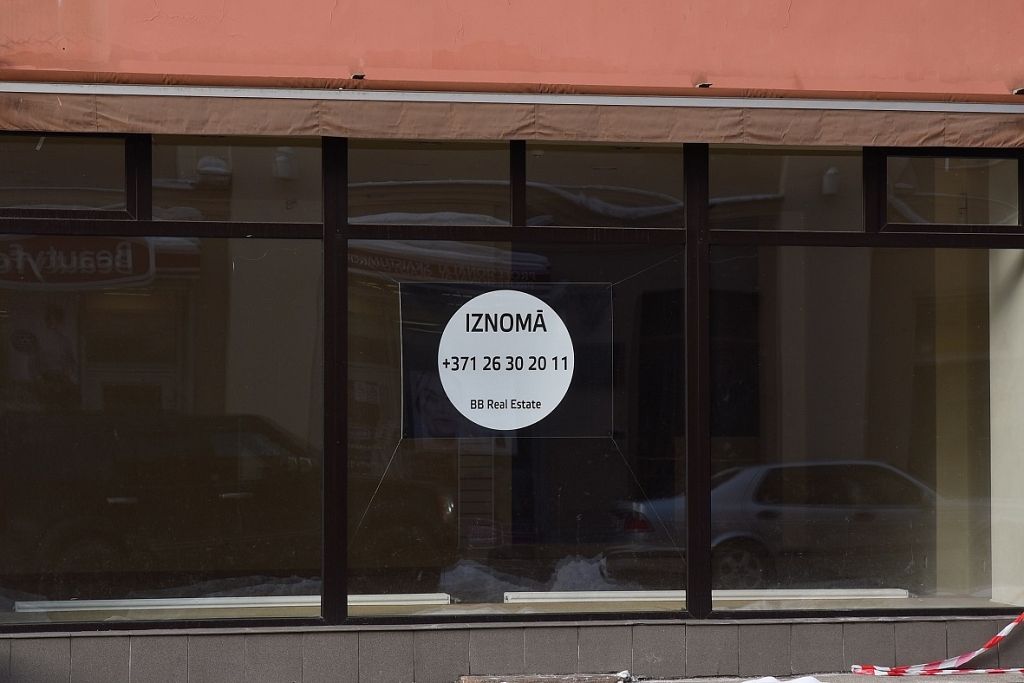 IZNOMĀ
+371 26 30 20 11
BB Real Estate